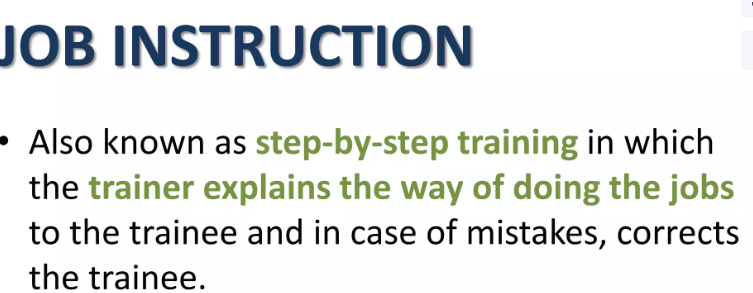 JOB INSTRUCTION
• Also known as step-by-step training in which
the trainer explains the way of doing the jobs
to the trainee and in case of mistakes, corrects
the trainee.